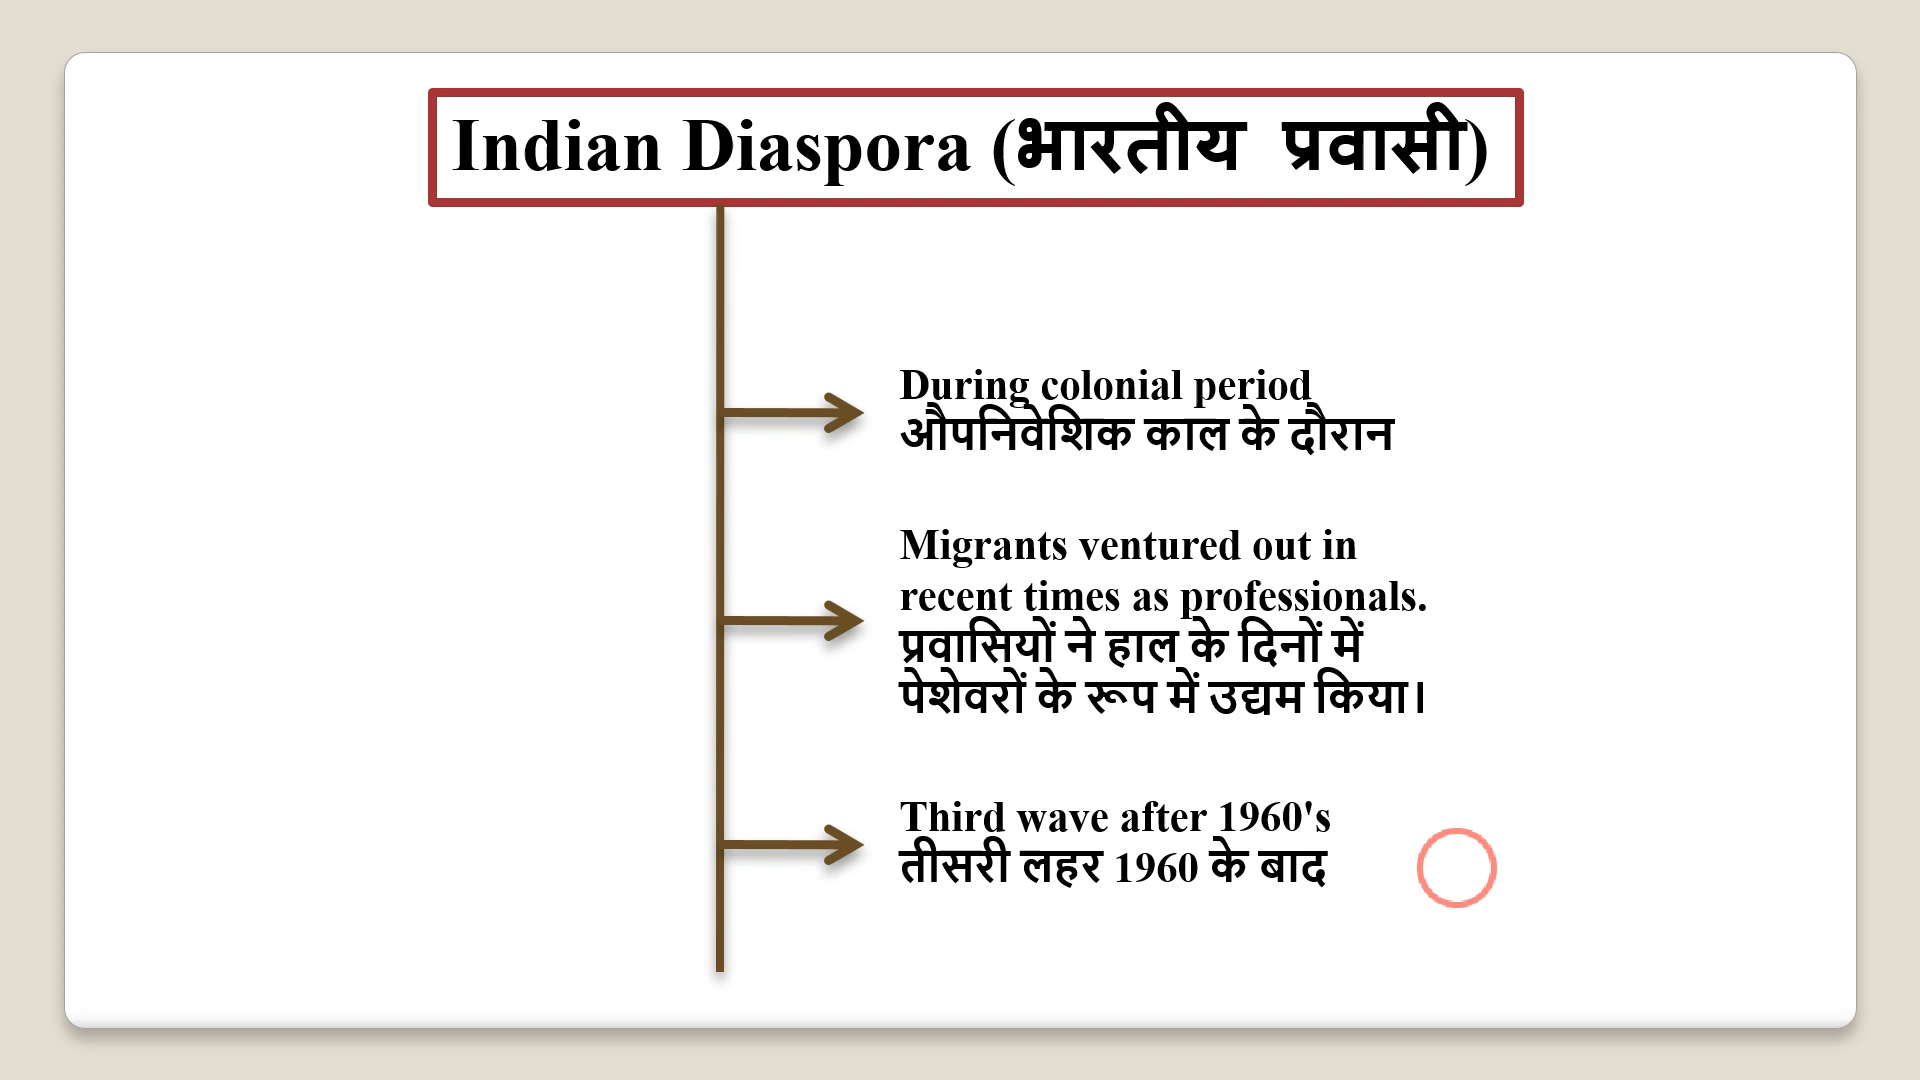 Indian Diaspora (भारतीय प्रवासी)
During colonial period
औपनिवेशिक काल के दौरान
Migrants ventured out in
recent times as professionals.
प्रवासियों ने हाल के दिनों में
पेशेवरों के रूप में उद्यम किया।
Third wave after 1960's
तीसरी लहर 1960 के बाद